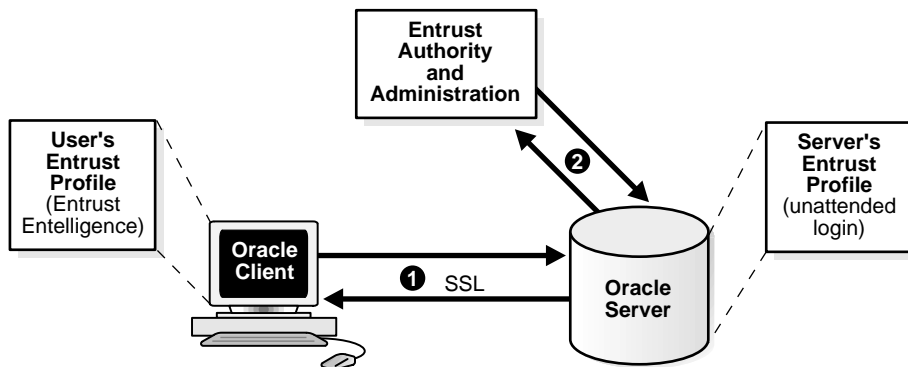 Entrust
Authority
and
Administration
User's
Entrust
Profile
(Entrust
Entelligence)
2
Server's
Entrust
Profile
(unattended
login)
Oracle
Client
1 SSL
Oracle
Server